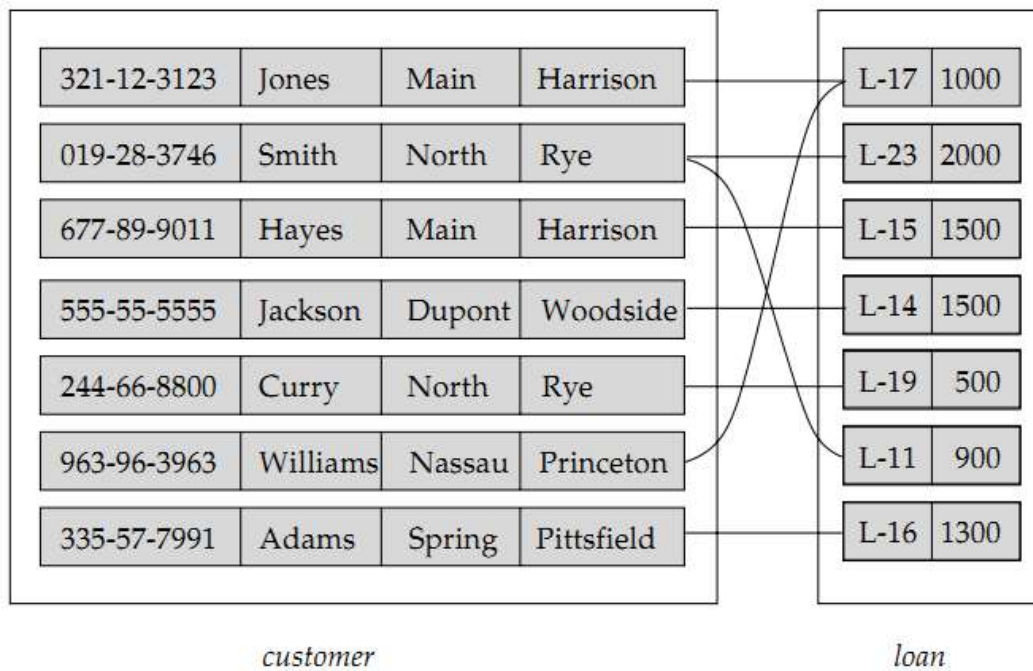 321-12-3123 Jones Main Harrison L-17 1000
019-28-3746 Smith North Rye L-23 2000
677-89-9011 Hayes Main Harrison L-15 1500
555-55-5555 Jackson Dupont Woodside L-14 1500
244-66-8800 Curry North Rye L-19 500
963-96-3963 Williams Nassau Princeton L-11 900
335-57-7991 Adams Spring Pittsfield L-16 1300
customer loan